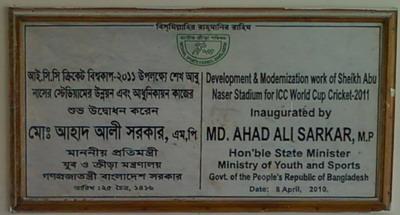 বিসমিল্লাহির রাহমানির রাহিম
আই.সি.সি ক্রিকেট বিশ্বকাপ-২০১১ উপলক্ষ্যে শেখ আবু
নাসের স্টেডিয়ামের উন্নয়ন এবং আধুনিকায়ন কাজের
শুভ উদ্বোধন করেন
মোঃ আহাদ আলী সরকার, এম,পি
মাননীয় প্রতিমন্ত্রী
যুব ও ক্রীড়া মন্ত্রণালয়
গণপ্রজাতন্ত্রী বাংলাদেশ সরকার
তারিখ :২৫ চৈত্র, ১৪১৬
Development & Modernization work of Sheikh Abu
Naser Stadium for ICC World Cup Cricket-2011
Inaugurated by
MD. AHAD ALI SARKAR, M.P
Hon'ble State Minister
Ministry of Youth and Sports
Govt. of the People's Republic of Bangladesh
Date: 8 April, 2010.